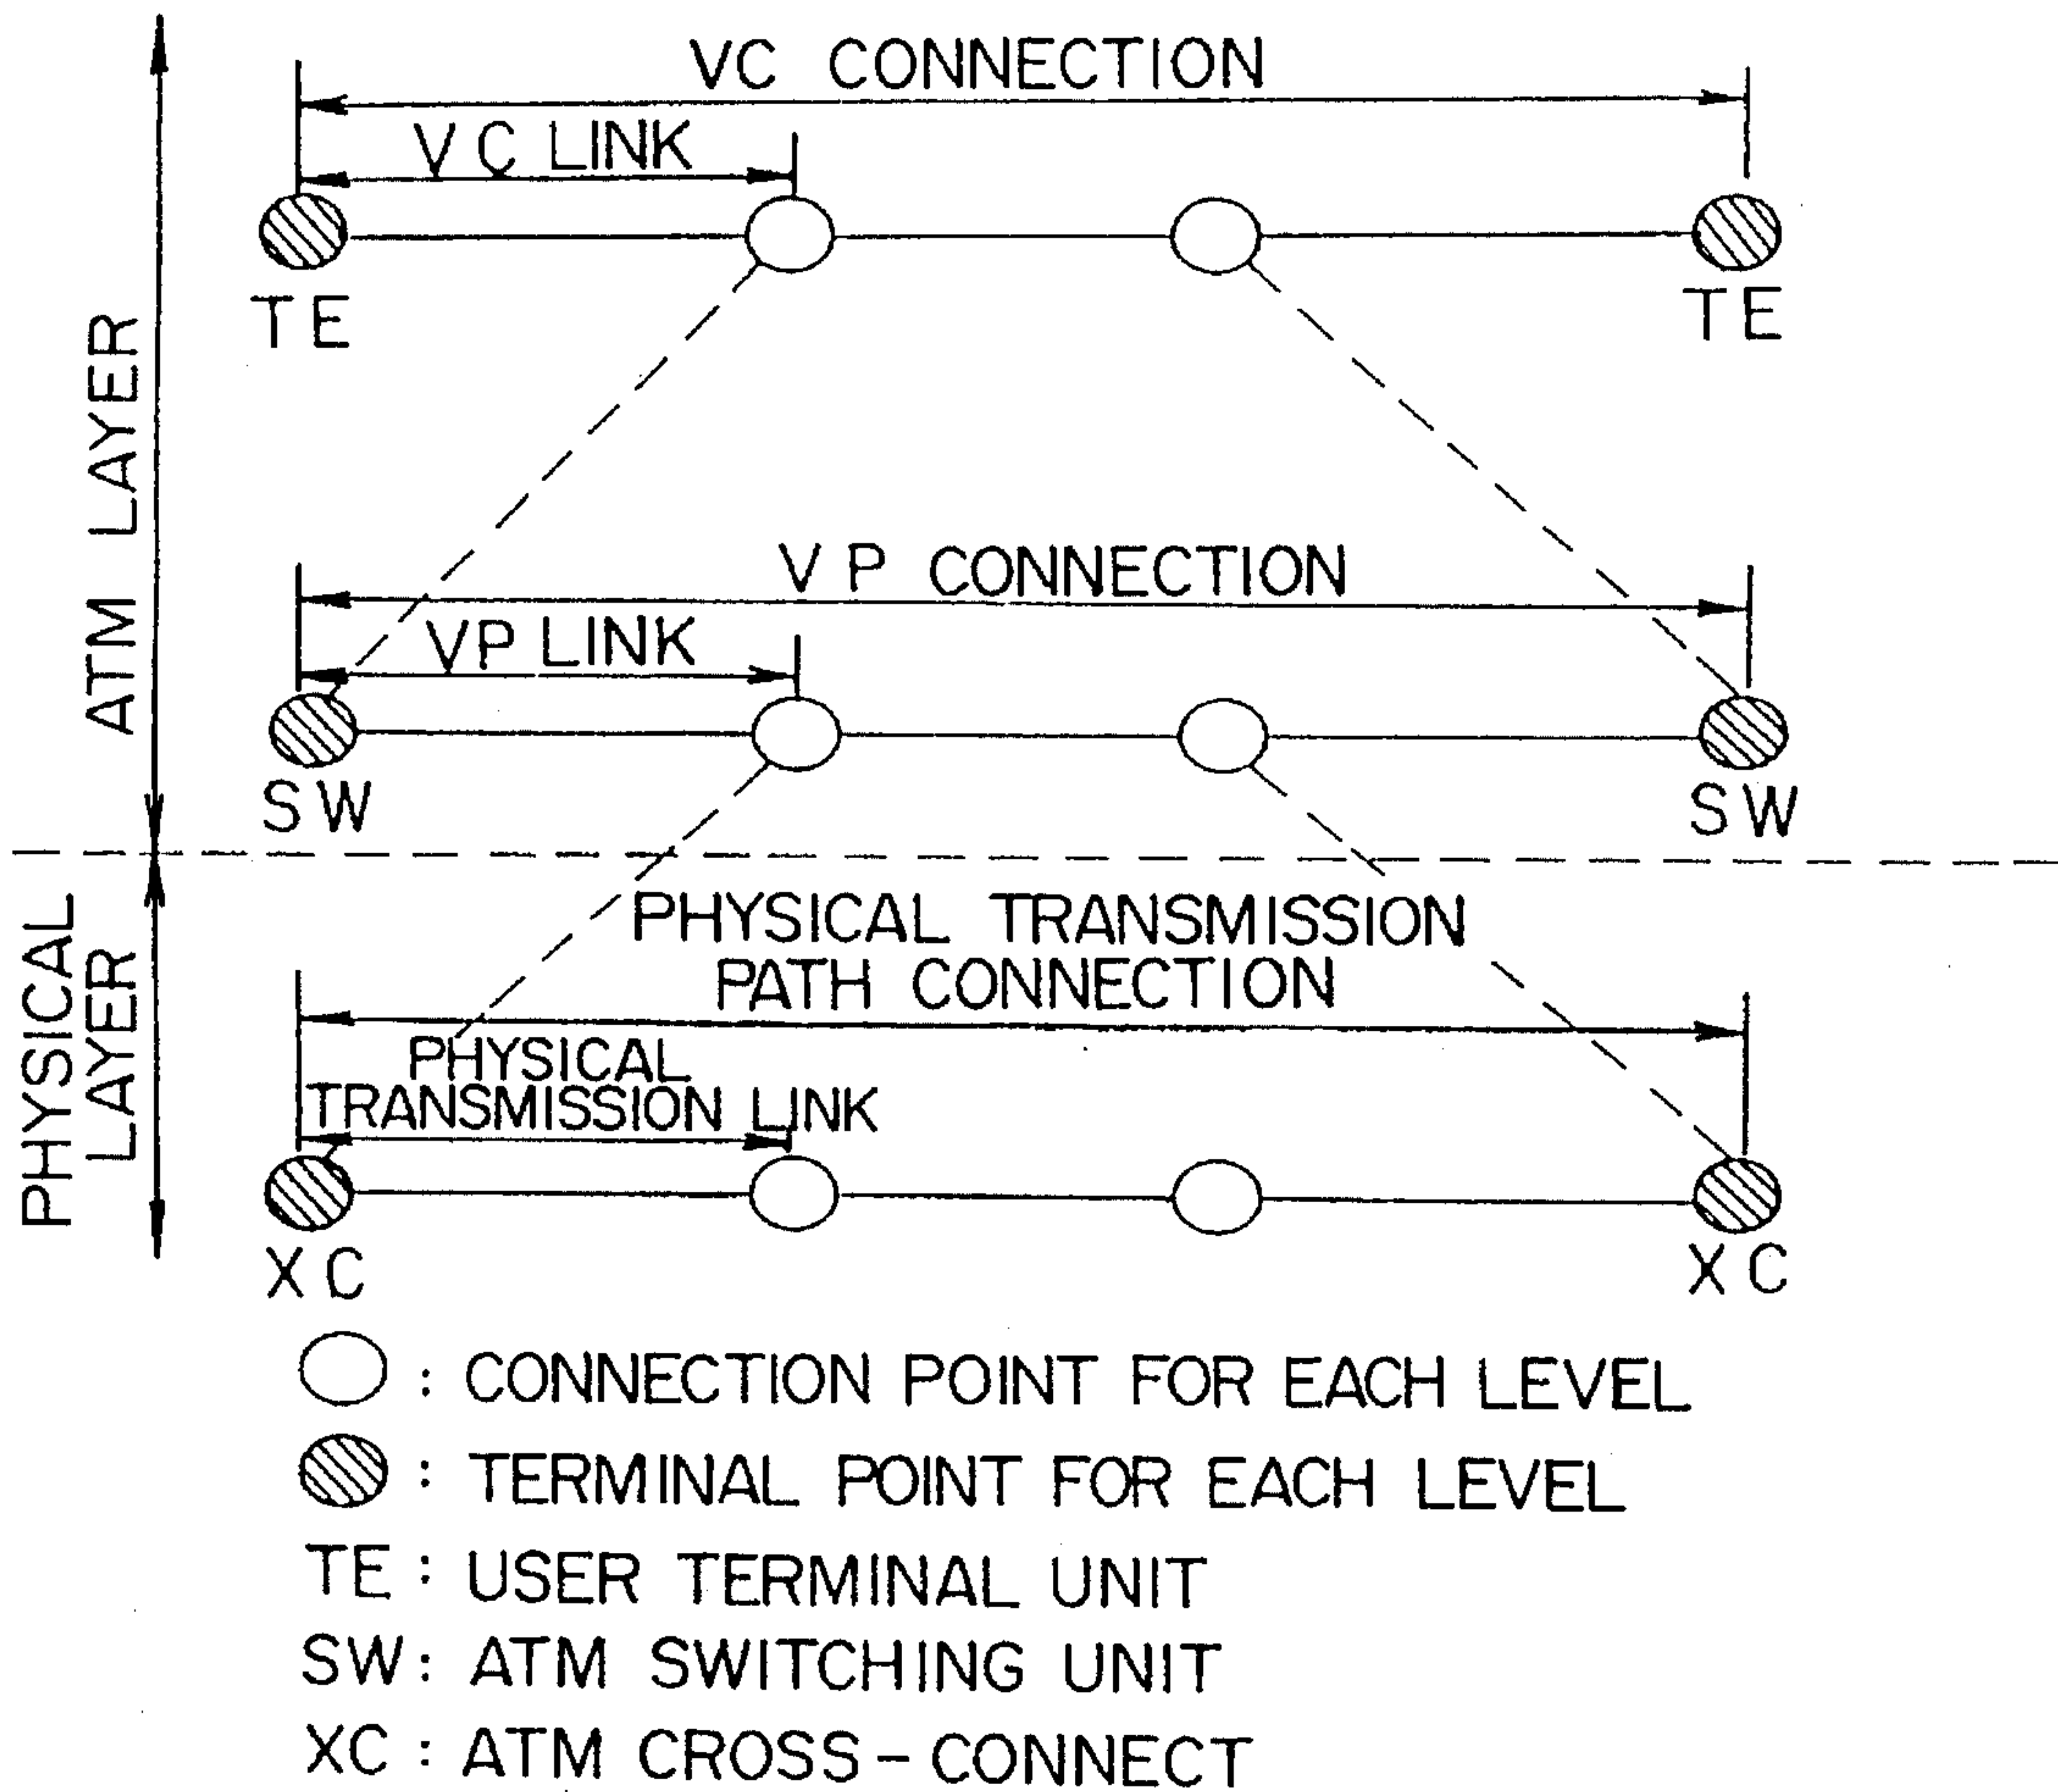 VC CONNECTION
VC LINK
TE
TE
ATM LAYER
VP CONNECTION
VP LINK
SW
SW
PHYSICAL
LAYER
PHYSICAL TRANSMISSION
PATH CONNECTION
PHYSICAL
TRANSMISSION LINK
XC
XC
: CONNECTION POINT FOR EACH LEVEL
: TERMINAL POINT FOR EACH LEVEL
TE : USER TERMINAL UNIT
SW : ATM SWITCHING UNIT
XC : ATM CROSS-CONNECT